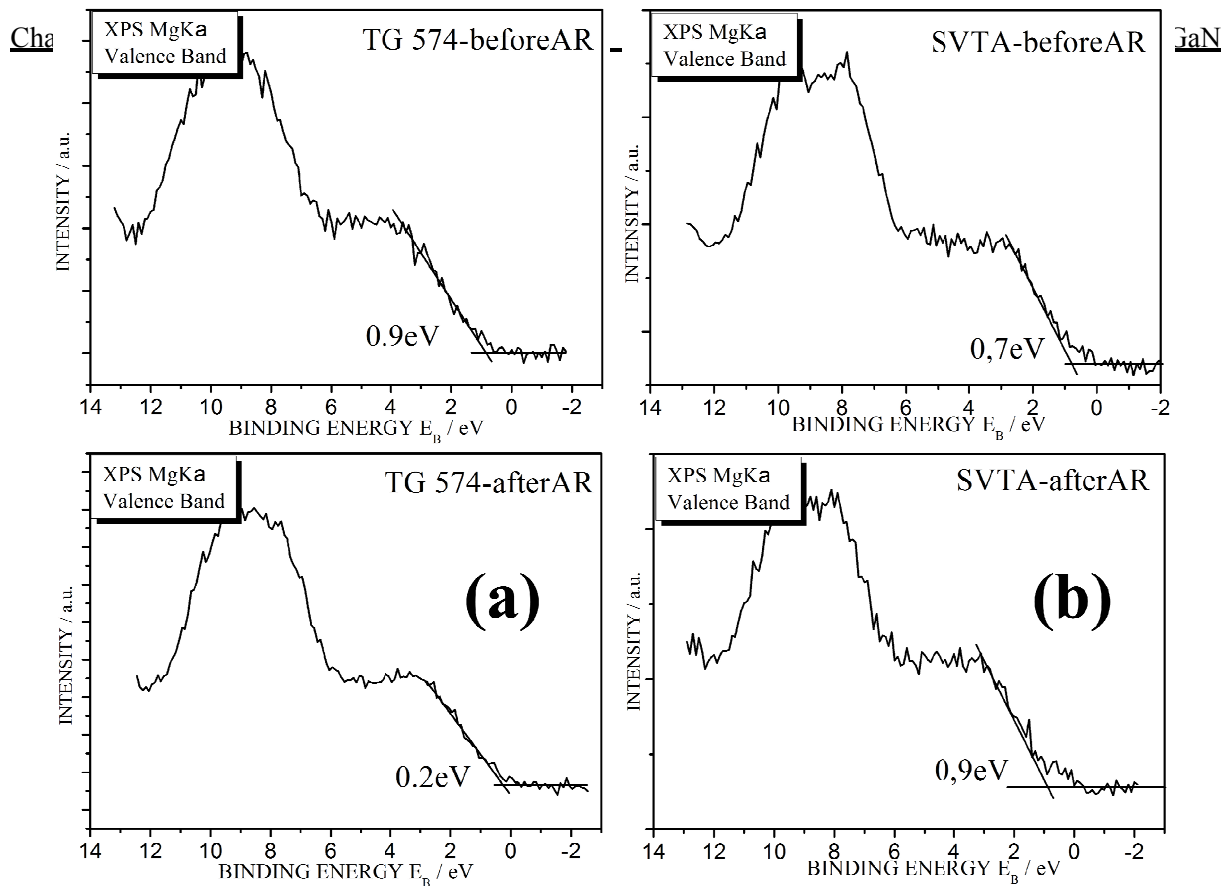 Cha
GaN
XPS MgKa
Valence Band
TG 574-beforeAR
0.9eV
INTENSITY / a.u.
14 12 10 8 6 4 2 0 -2
BINDING ENERGY E_B / eV
XPS MgKa
Valence Band
SVTA-beforeAR
0,7eV
INTENSITY / a.u.
14 12 10 8 6 4 2 0 -2
BINDING ENERGY E_B / eV
XPS MgKa
Valence Band
TG 574-afterAR
(a)
0.2eV
INTENSITY / a.u.
14 12 10 8 6 4 2 0 -2
BINDING ENERGY E_B / eV
XPS MgKa
Valence Band
SVTA-afterAR
(b)
0,9eV
INTENSITY / a.u.
14 12 10 8 6 4 2 0 -2
BINDING ENERGY E_B / eV